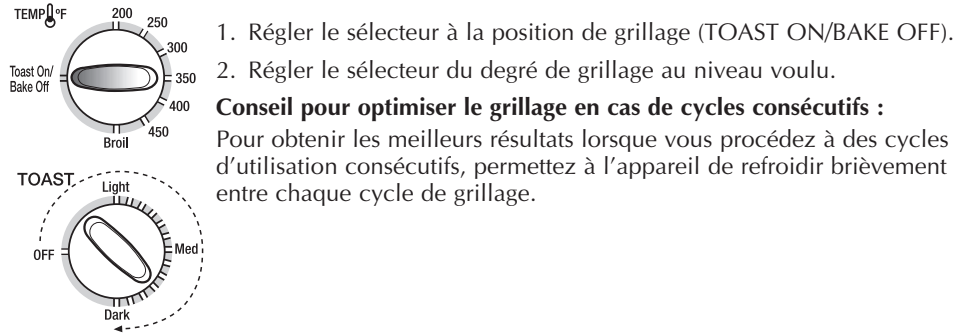 TEMP °F
200
250
300
350
400
450
Broil
Toast On/
Bake Off
TOAST
Light
Med
Dark
OFF
1. Régler le sélecteur à la position de grillage (TOAST ON/BAKE OFF).
2. Régler le sélecteur du degré de grillage au niveau voulu.
Conseil pour optimiser le grillage en cas de cycles consécutifs :
Pour obtenir les meilleurs résultats lorsque vous procédez à des cycles
d’utilisation consécutifs, permettez à l’appareil de refroidir brièvement
entre chaque cycle de grillage.